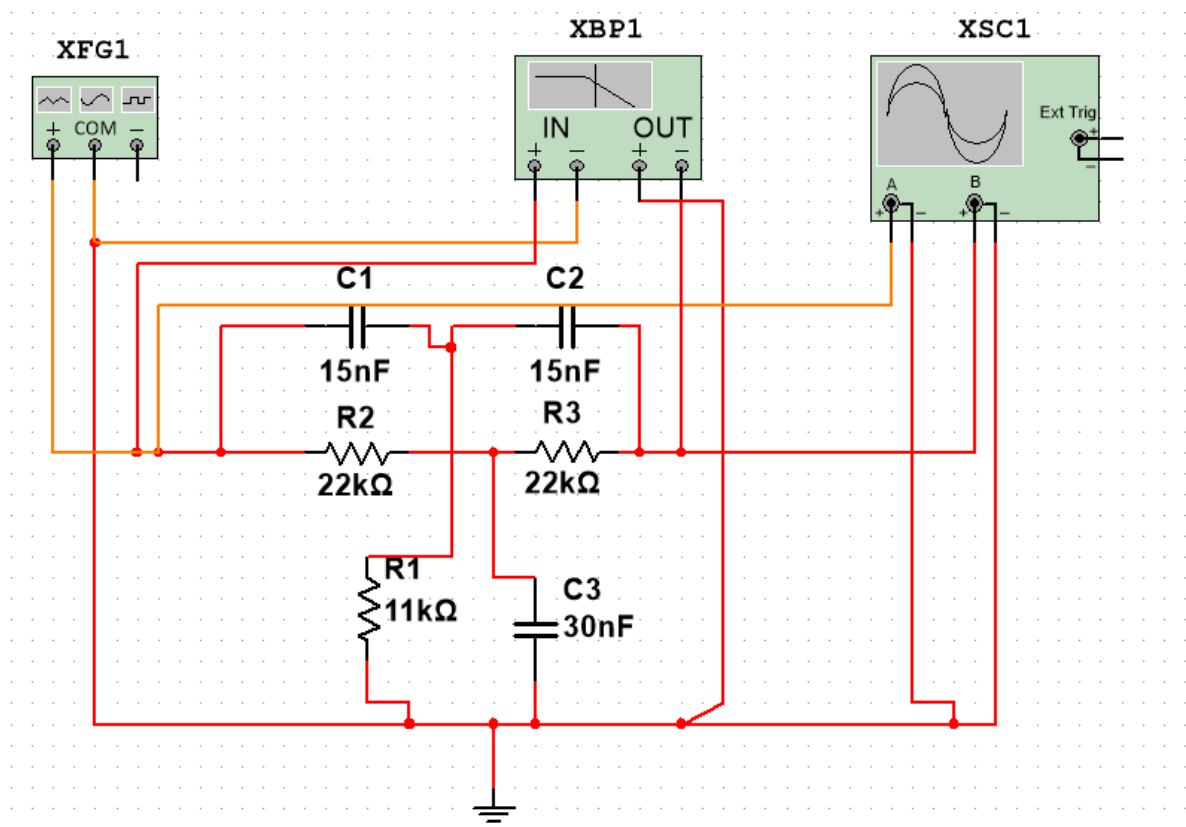 XFG1
+ COM −
XBP1
IN OUT
+ − + −
XSC1
Ext Trig
+
−
A B
+ − + −
C1
15nF
C2
15nF
R2
22kΩ
R3
22kΩ
R1
11kΩ
C3
30nF